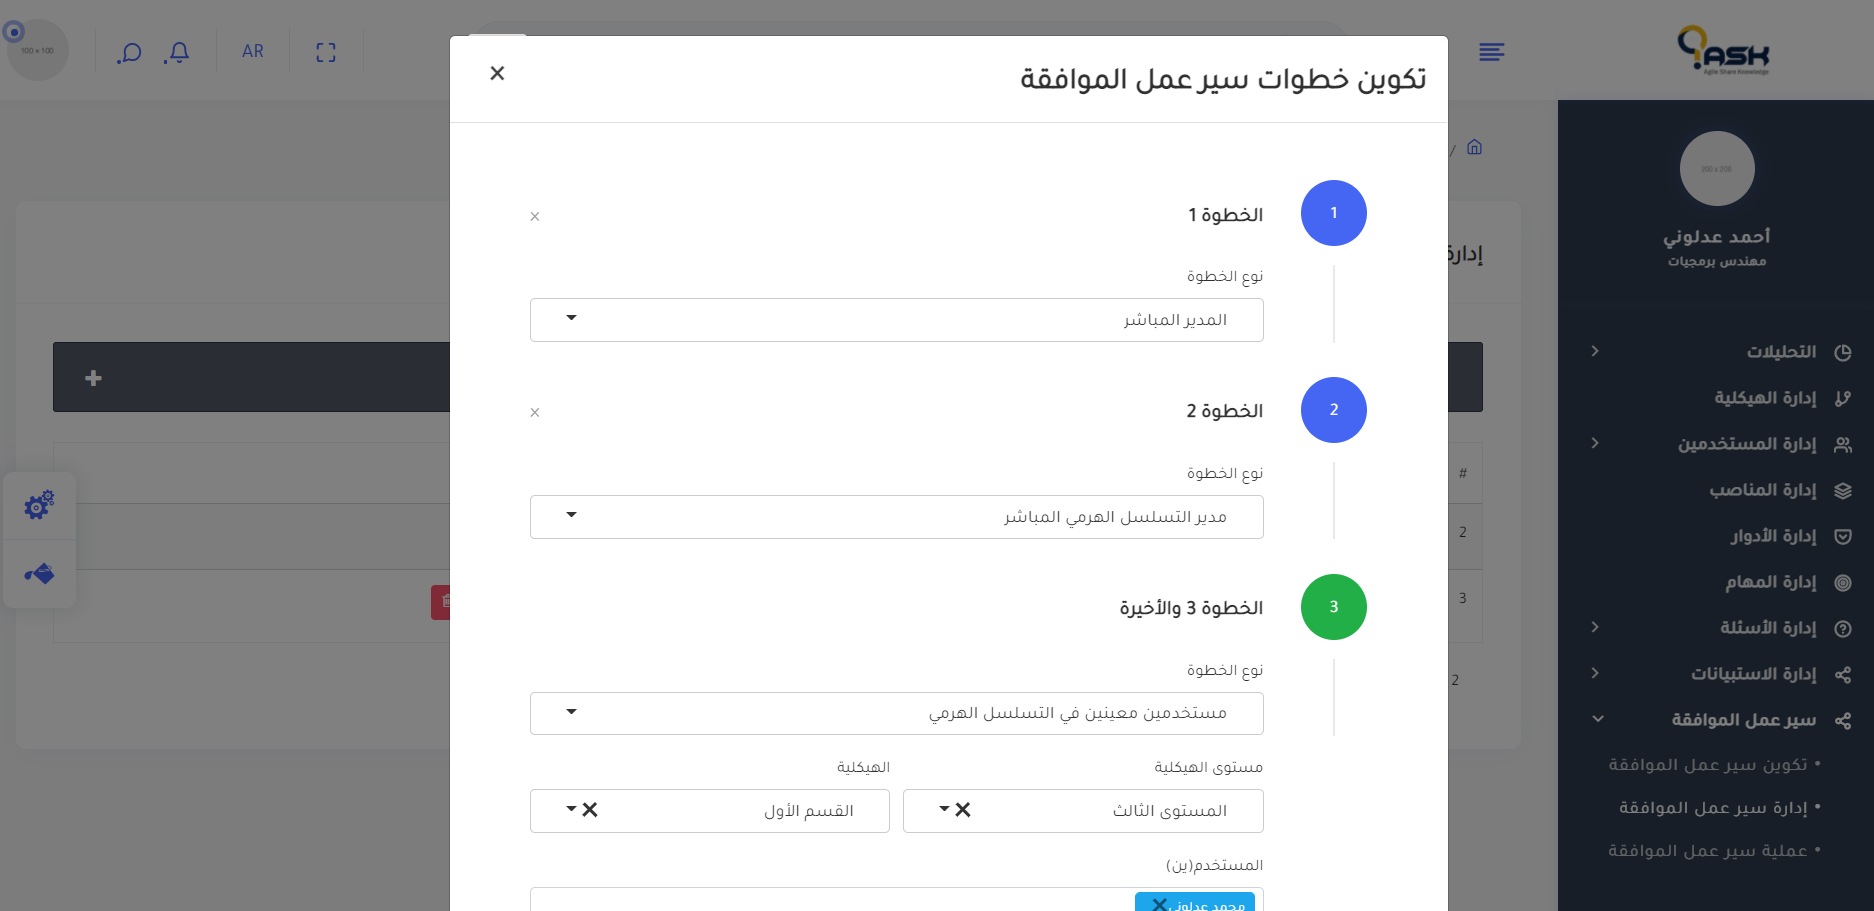 ASK
Agile Share Knowledge
AR
100 × 100
200 x 200
أحمد عدلوني
مهندس برمجيات
التحليلات
إدارة الهيكلية
إدارة المستخدمين
إدارة المناصب
إدارة الأدوار
إدارة المهام
إدارة الأسئلة
إدارة الاستبيانات
سير عمل الموافقة
تكوين سير عمل الموافقة
إدارة سير عمل الموافقة
عملية سير عمل الموافقة
/
إدارة
#
2
3
2
تكوين خطوات سير عمل الموافقة
1
الخطوة 1
نوع الخطوة
المدير المباشر
2
الخطوة 2
نوع الخطوة
مدير التسلسل الهرمي المباشر
3
الخطوة 3 والأخيرة
نوع الخطوة
مستخدمين معينين في التسلسل الهرمي
مستوى الهيكلية
المستوى الثالث
الهيكلية
القسم الأول
المستخدم(ين)
محمد عدلوني